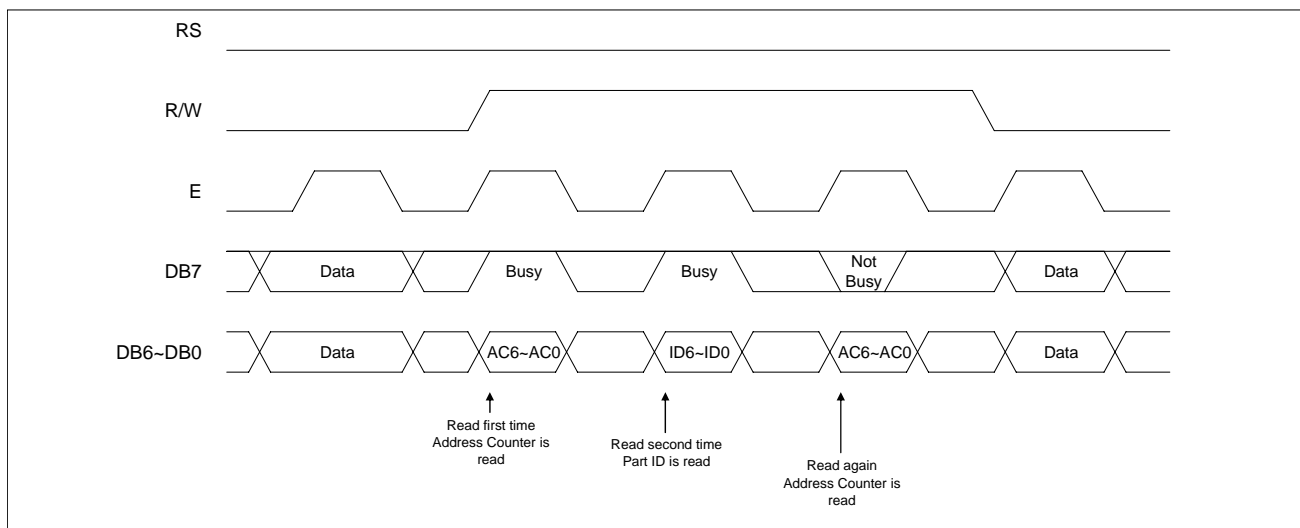 RS
R/W
E
DB7
Data
Busy
Busy
Not
Busy
Data
DB6~DB0
Data
AC6~AC0
ID6~ID0
AC6~AC0
Data
Read first time
Address Counter is
read
Read second time
Part ID is read
Read again
Address Counter is
read